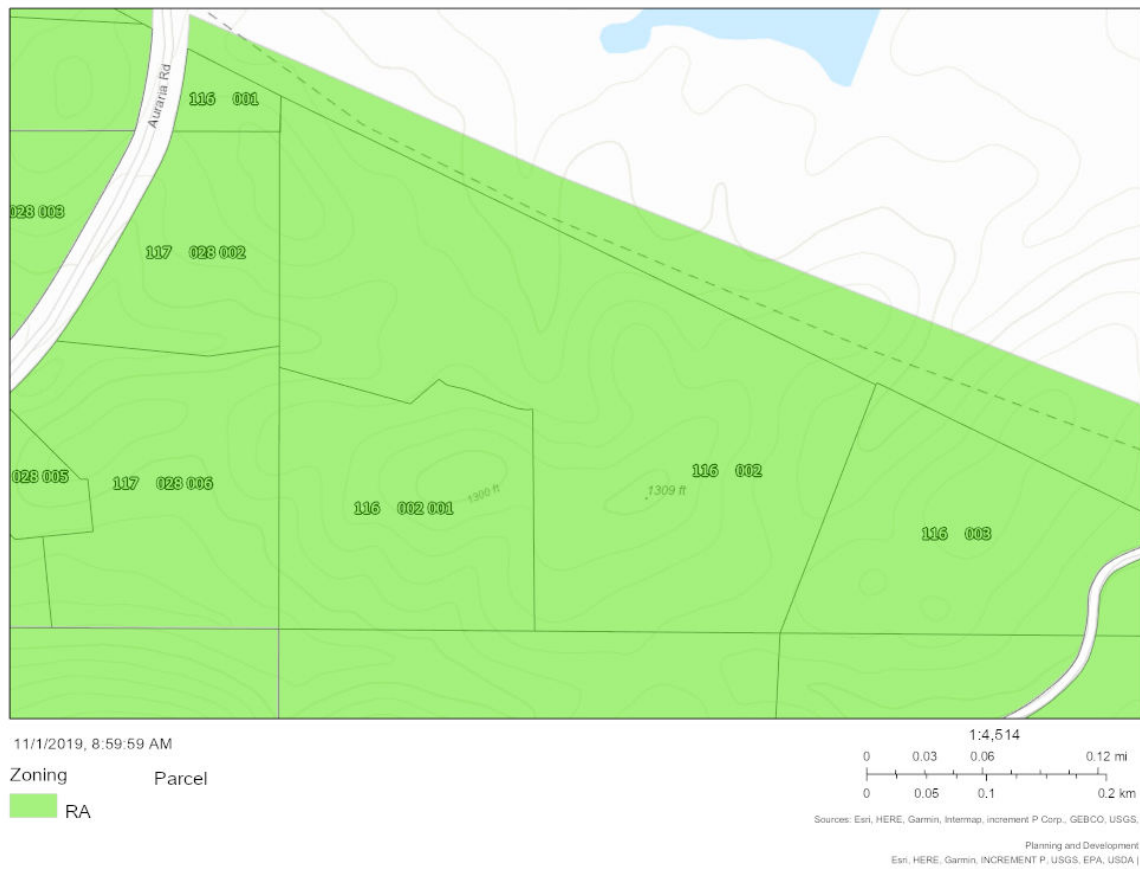 Auraria Rd
116 001
028 003
117 028 002
028 005
117 028 006
1300 ft
116 002 001
116 002
1309 ft
116 003
11/1/2019, 8:59:59 AM
Zoning Parcel
RA
1:4,514
0 0.03 0.06 0.12 mi
0 0.05 0.1 0.2 km
Sources: Esri, HERE, Garmin, Intermap, increment P Corp., GEBCO, USGS,
Planning and Development
Esri, HERE, Garmin, INCREMENT P, USGS, EPA, USDA |